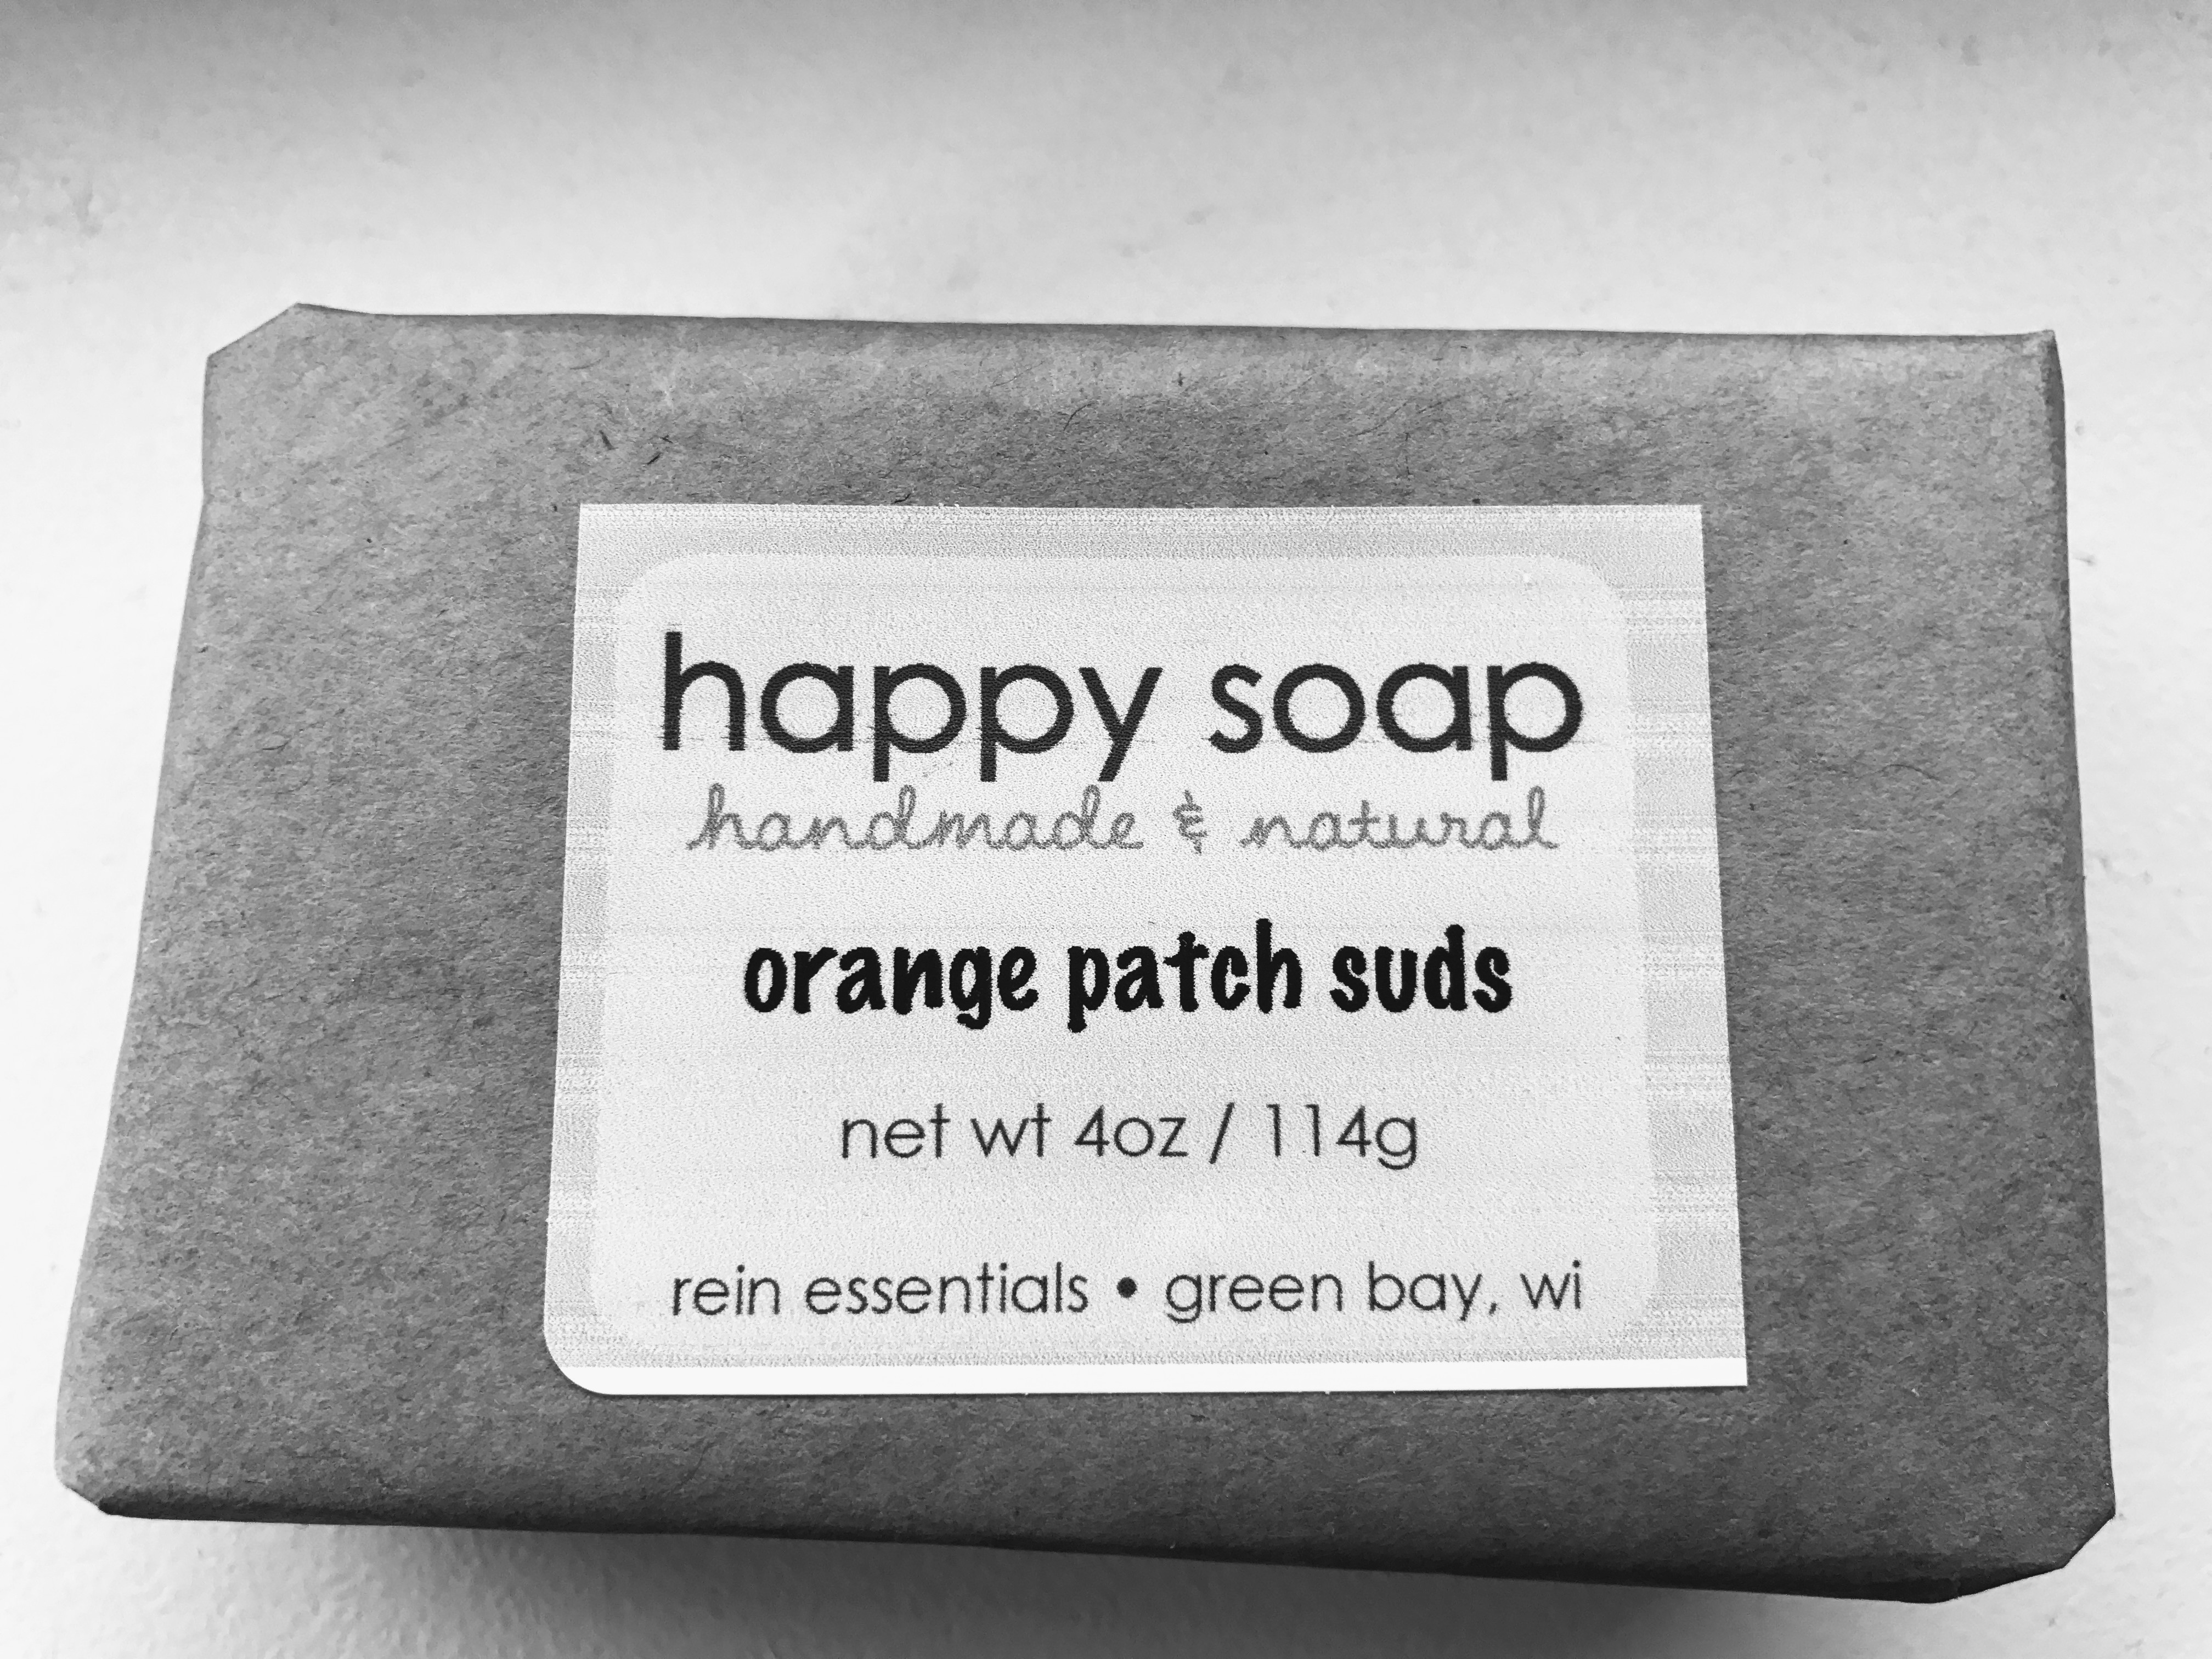 happy soap
handmade & natural
orange patch suds
net wt 4oz / 114g
rein essentials • green bay, wi